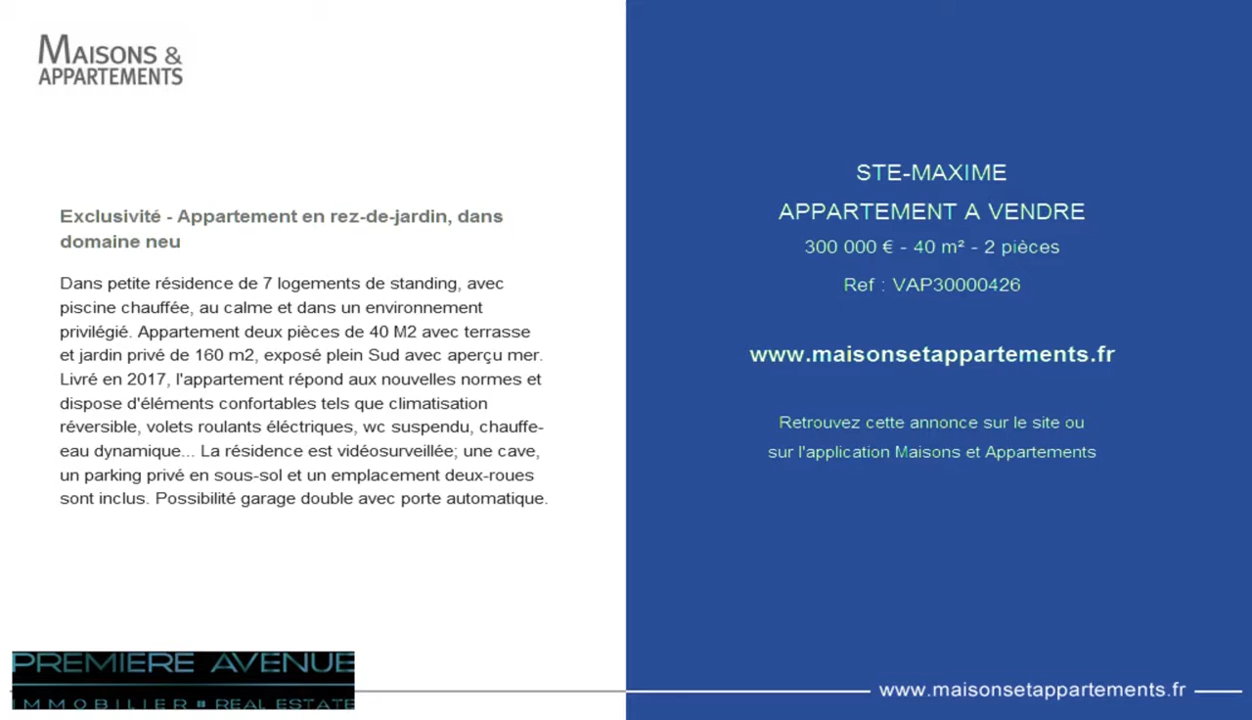 MAISONS &
APPARTEMENTS
Exclusivité - Appartement en rez-de-jardin, dans
domaine neu
Dans petite résidence de 7 logements de standing, avec
piscine chauffée, au calme et dans un environnement
privilégié. Appartement deux pièces de 40 M2 avec terrasse
et jardin privé de 160 m2, exposé plein Sud avec aperçu mer.
Livré en 2017, l'appartement répond aux nouvelles normes et
dispose d'éléments confortables tels que climatisation
réversible, volets roulants éléctriques, wc suspendu, chauffe-
eau dynamique... La résidence est vidéosurveillée; une cave,
un parking privé en sous-sol et un emplacement deux-roues
sont inclus. Possibilité garage double avec porte automatique.
PREMIERE AVENUE
IMMOBILIER REAL ESTATE
STE-MAXIME
APPARTEMENT A VENDRE
300 000 € - 40 m² - 2 pièces
Ref : VAP30000426
www.maisonsetappartements.fr
Retrouvez cette annonce sur le site ou
sur l'application Maisons et Appartements
www.maisonsetappartements.fr